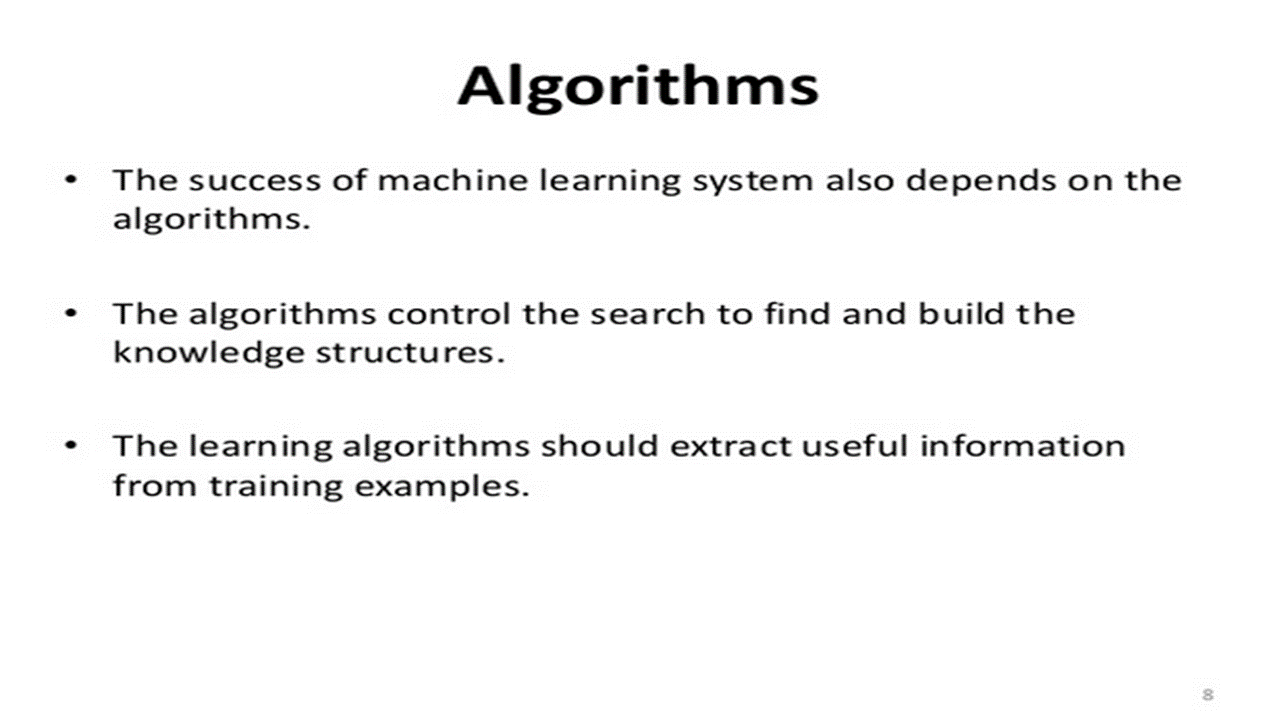 Algorithms
• The success of machine learning system also depends on the
algorithms.
• The algorithms control the search to find and build the
knowledge structures.
• The learning algorithms should extract useful information
from training examples.
8